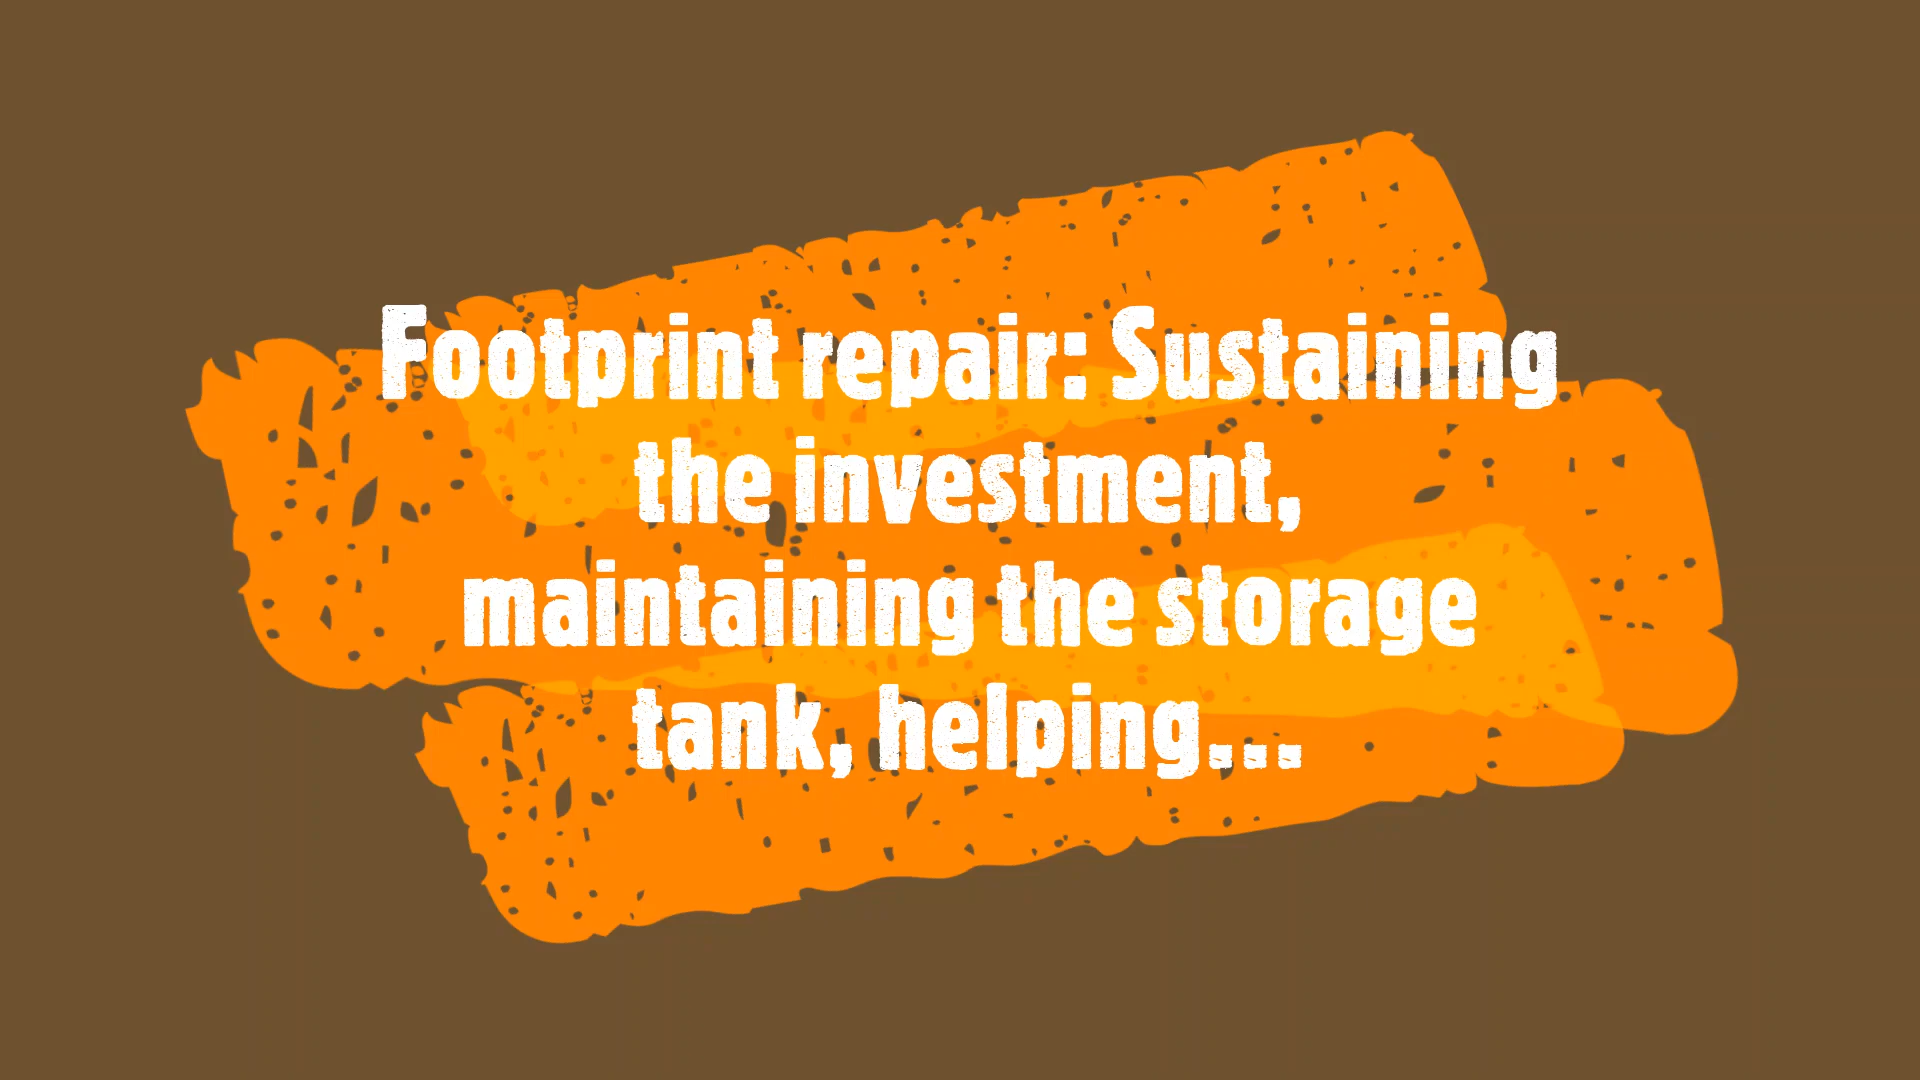 Footprint repair: Sustaining
the investment,
maintaining the storage
tank, helping...